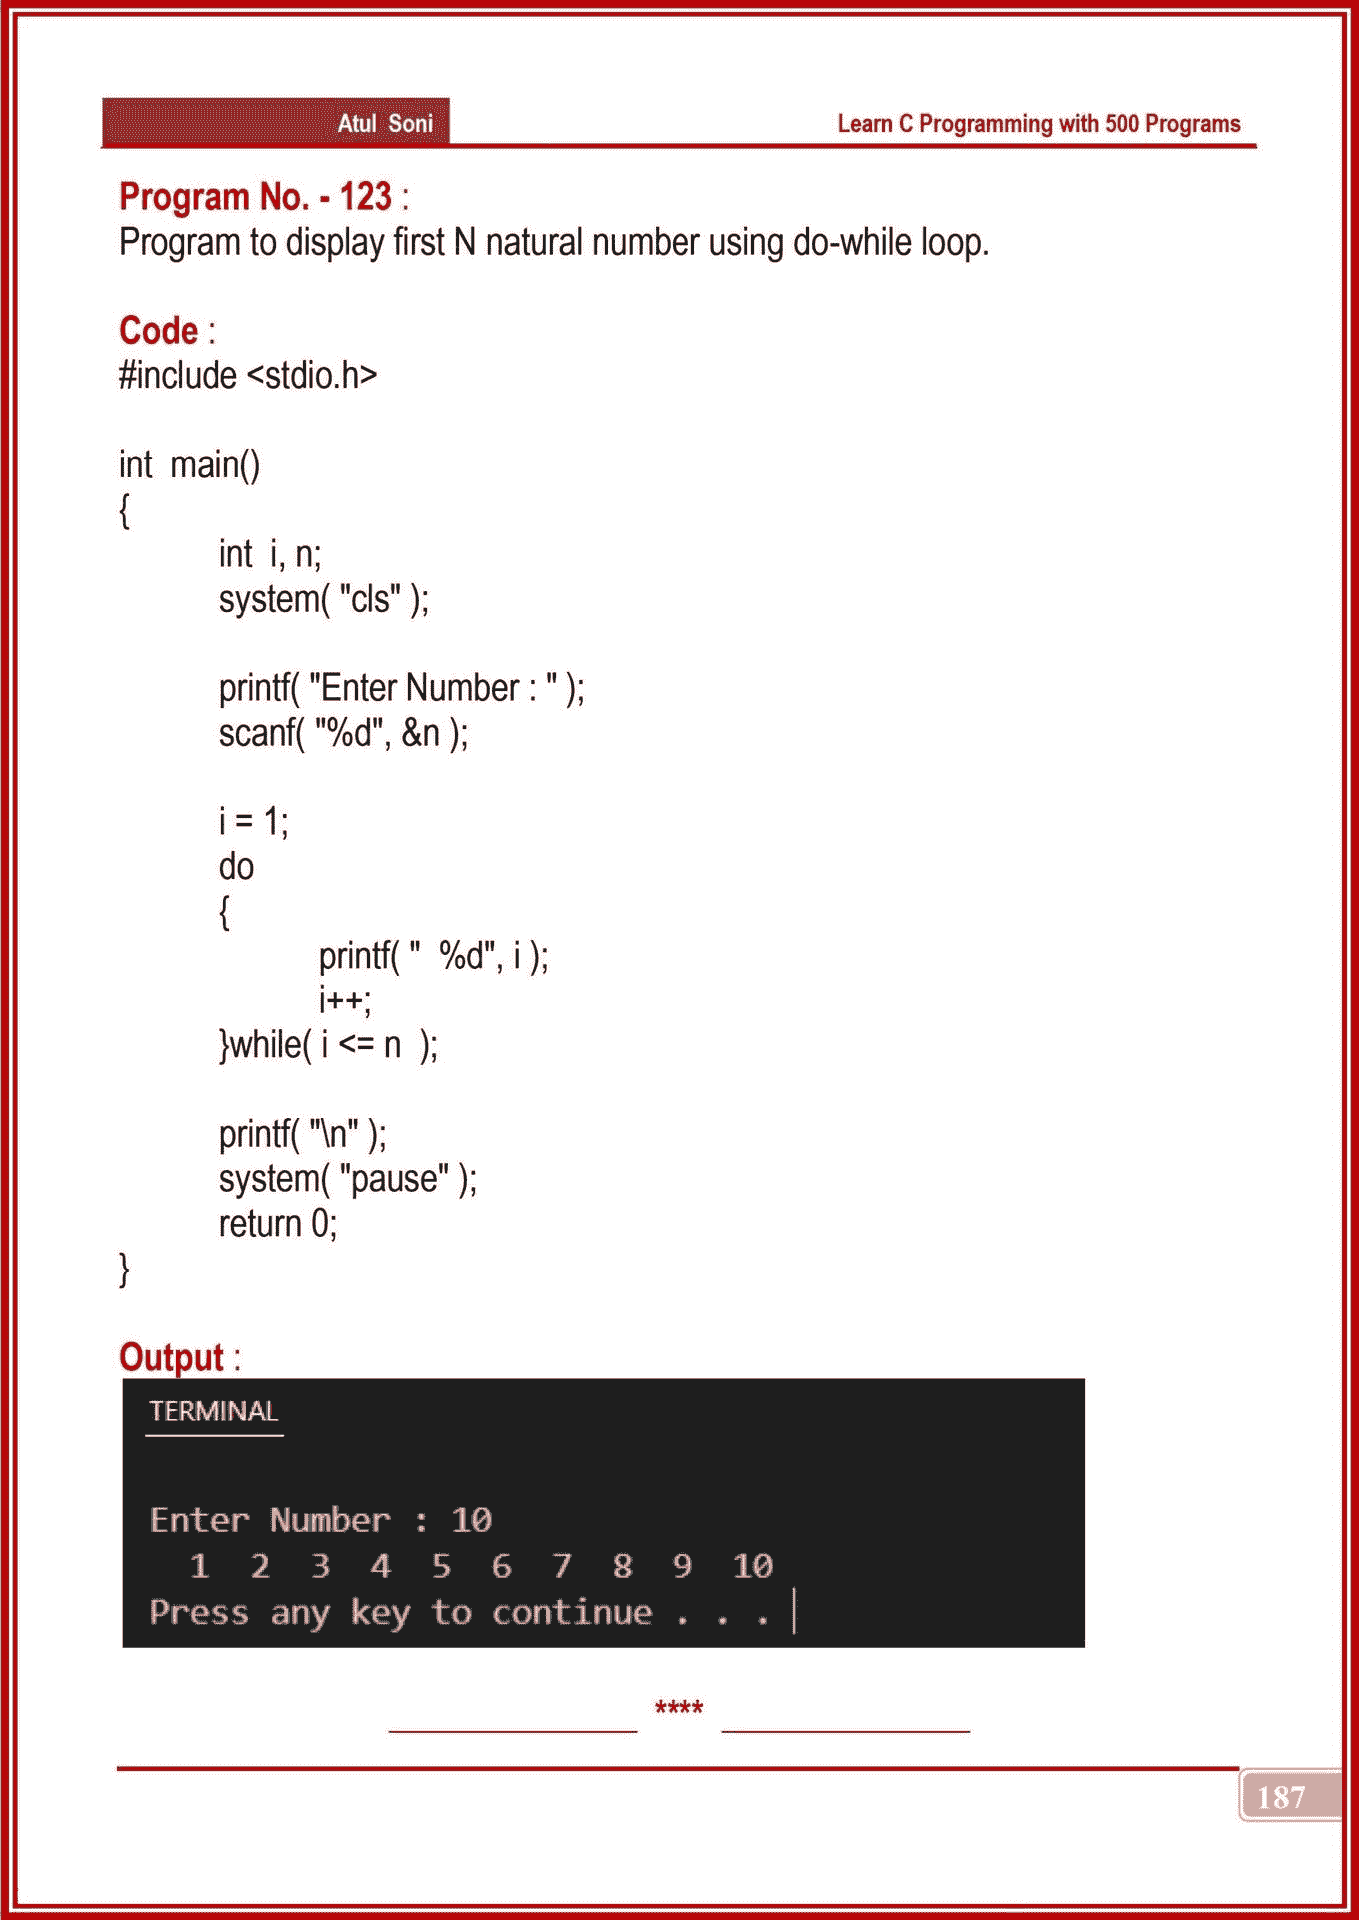 Atul  Soni
Learn C Programming with 500 Programs
Program No. - 123 :
Program to display first N natural number using do-while loop.
Code :
#include <stdio.h>
int  main()
{
int  i, n;
system( "cls" );
printf( "Enter Number : " );
scanf( "%d", &n );
i = 1;
do
{
printf( "  %d", i );
i++;
}while( i <= n  );
printf( "\n" );
system( "pause" );
return 0;
}
Output :
TERMINAL
Enter Number : 10
1  2  3  4  5  6  7  8  9  10
Press any key to continue . . .
****
187